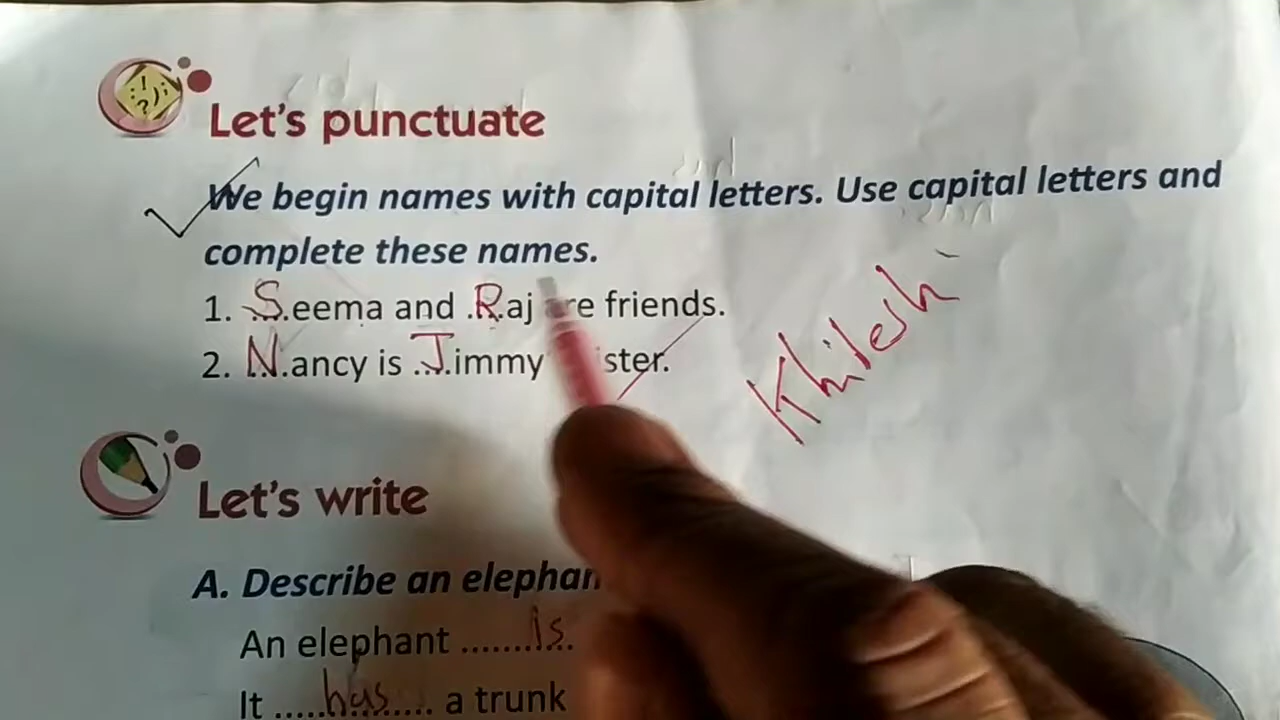 Let's punctuate
We begin names with capital letters. Use capital letters and
complete these names.
1. S.eema and R.aj are friends.
2. N.ancy is J.immy ster.
Khilesh
Let's write
A. Describe an elephan
An elephant ........is..
It ....has.... a trunk